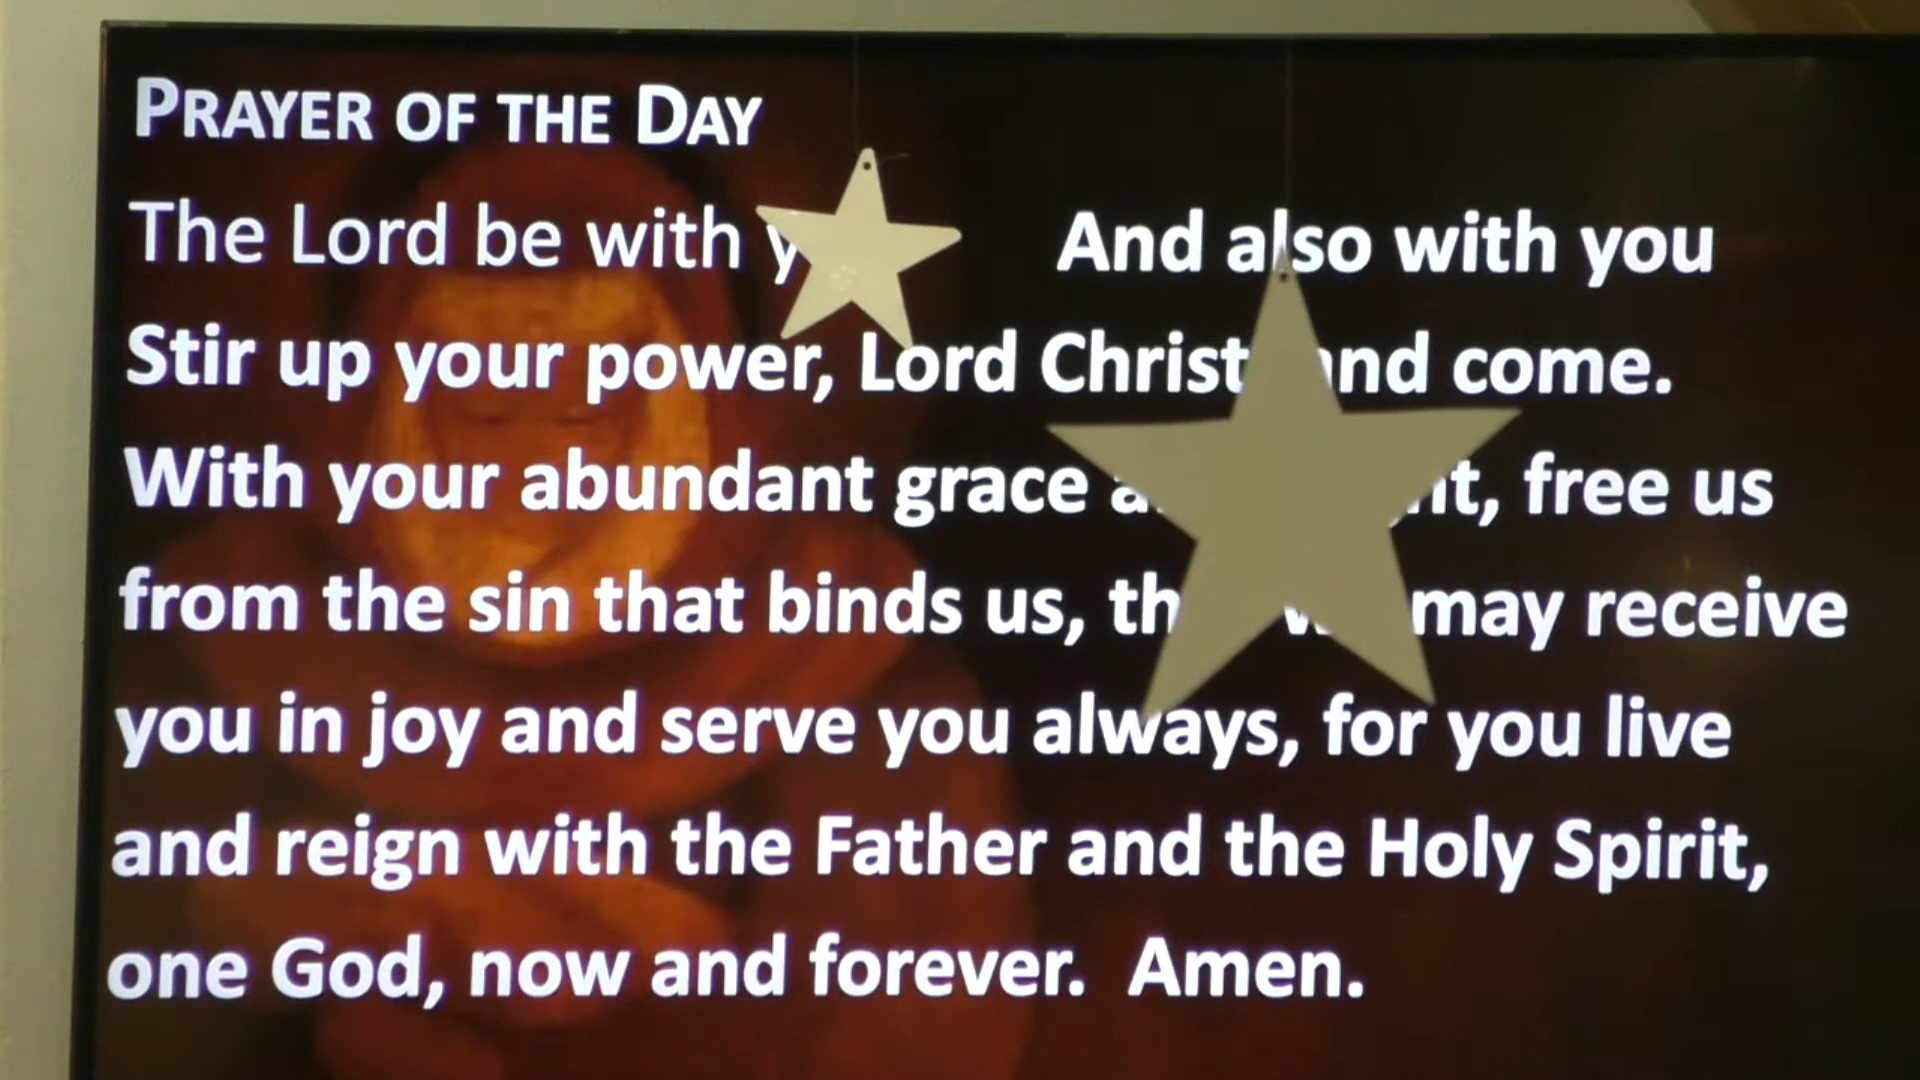 PRAYER OF THE DAY
The Lord be with And also with you
Stir up your power, Lord Christ and come.
With your abundant grace free us
from the sin that binds us, may receive
you in joy and serve you always, for you live
and reign with the Father and the Holy Spirit,
one God, now and forever. Amen.